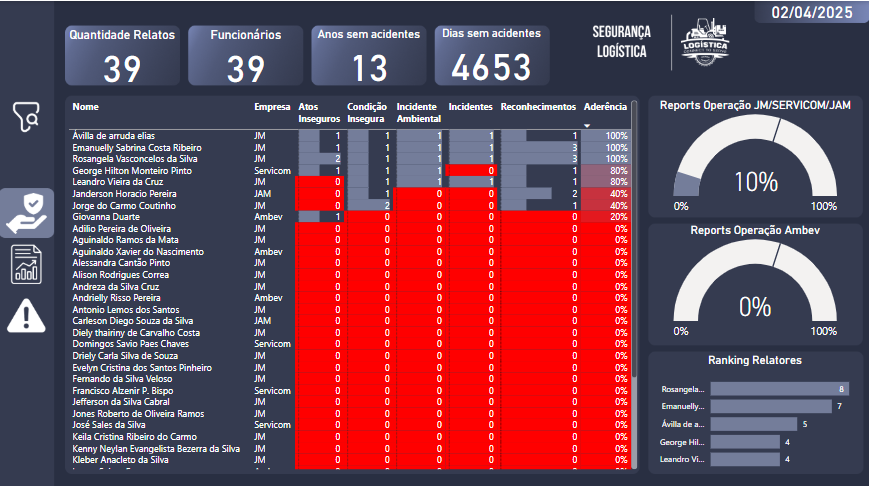 02/04/2025
Quantidade Relatos
39
Funcionários
39
Anos sem acidentes
13
Dias sem acidentes
4653
SEGURANÇA
LOGÍSTICA
LOGÍSTICA
Nome Empresa Atos Inseguros Condição Insegura Incidente Ambiental Incidentes Reconhecimentos Aderência
Ávilla de arruda elias JM 1 1 1 1 1 100%
Emanuelly Sabrina Costa Ribeiro JM 1 1 1 1 3 100%
Rosangela Vasconcelos da Silva JM 2 1 1 1 3 100%
George Hilton Monteiro Pinto Servicom 1 1 1 0 1 80%
Leandro Vieira da Cruz JM 0 1 1 1 1 80%
Janderson Horacio Pereira JAM 0 1 0 0 2 40%
Jorge do Carmo Coutinho JM 0 2 0 0 1 40%
Giovanna Duarte Ambev 1 0 0 0 0 20%
Adilio Pereira de Oliveira JM 0 0 0 0 0 0%
Aguinaldo Ramos da Mata JM 0 0 0 0 0 0%
Aguinaldo Xavier do Nascimento Ambev 0 0 0 0 0 0%
Alessandra Cantão Pinto JM 0 0 0 0 0 0%
Alison Rodrigues Correa JM 0 0 0 0 0 0%
Andreza da Silva Cruz JM 0 0 0 0 0 0%
Andrielly Risso Pereira Ambev 0 0 0 0 0 0%
Antonio Lemos dos Santos JM 0 0 0 0 0 0%
Carleson Diego Souza da Silva JAM 0 0 0 0 0 0%
Diely thairiny de Carvalho Costa JM 0 0 0 0 0 0%
Domingos Savio Paes Chaves Servicom 0 0 0 0 0 0%
Driely Carla Silva de Souza JM 0 0 0 0 0 0%
Evelyn Cristina dos Santos Pinheiro JM 0 0 0 0 0 0%
Fernando da Silva Veloso JM 0 0 0 0 0 0%
Francisco Alzenir P. Bispo Servicom 0 0 0 0 0 0%
Jefferson da Silva Cabral JM 0 0 0 0 0 0%
Jones Roberto de Oliveira Ramos JM 0 0 0 0 0 0%
José Sales da Silva Servicom 0 0 0 0 0 0%
Keila Cristina Ribeiro do Carmo JM 0 0 0 0 0 0%
Kenny Neylan Evangelista Bezerra da Silva JM 0 0 0 0 0 0%
Kleber Anacleto da Silva JM 0 0 0 0 0 0%
Reports Operação JM/SERVICOM/JAM
10%
0% 100%
Reports Operação Ambev
0%
0% 100%
Ranking Relatores
Rosangela... 8
Emanuelly... 7
Ávilla de a... 5
George Hil... 4
Leandro Vi... 4